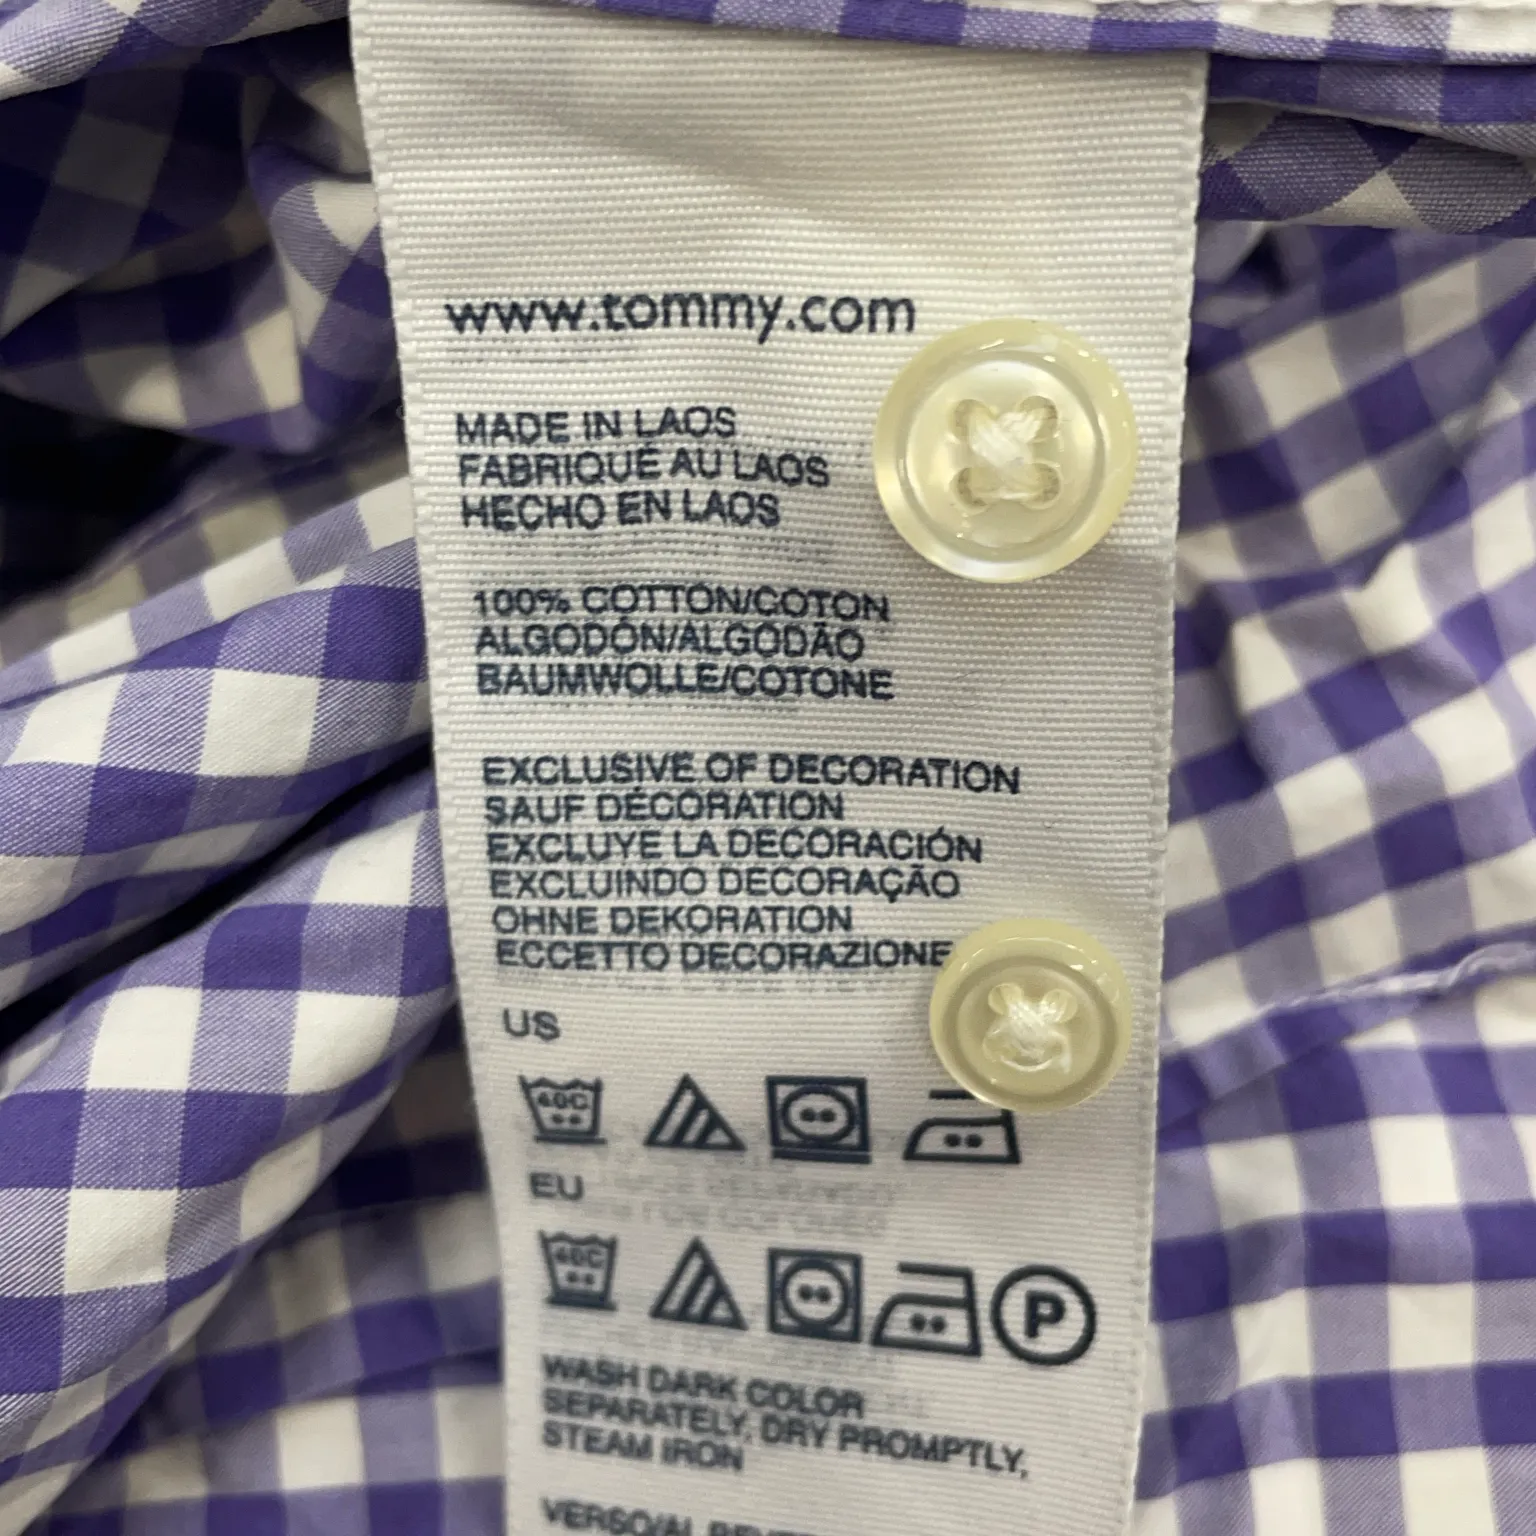 www.tommy.com
MADE IN LAOS
FABRIQUÉ AU LAOS
HECHO EN LAOS
100% COTTON/COTON
ALGODÓN/ALGODÃO
BAUMWOLLE/COTONE
EXCLUSIVE OF DECORATION
SAUF DÉCORATION
EXCLUYE LA DECORACIÓN
EXCLUINDO DECORAÇÃO
OHNE DEKORATION
ECCETTO DECORAZIONE
US
40C
EU
40C
P
WASH DARK COLOR
SEPARATELY, DRY PROMPTLY,
STEAM IRON